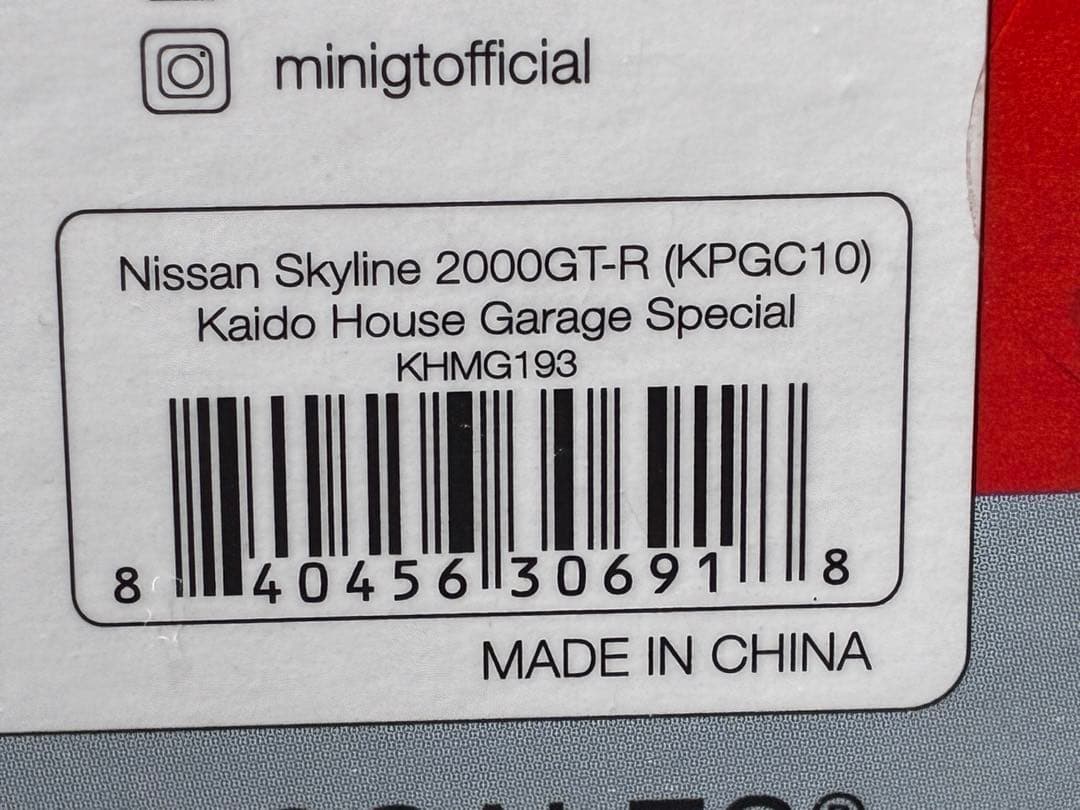 minigtofficial
Nissan Skyline 2000GT-R (KPGC10)
Kaido House Garage Special
KHMG193
8 40456 30691 8
MADE IN CHINA